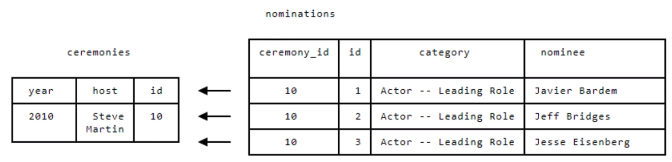 nominations
ceremonies
ceremony_id id category nominee
year host id
10 1 Actor -- Leading Role Javier Bardem
2010 Steve Martin 10
10 2 Actor -- Leading Role Jeff Bridges
10 3 Actor -- Leading Role Jesse Eisenberg